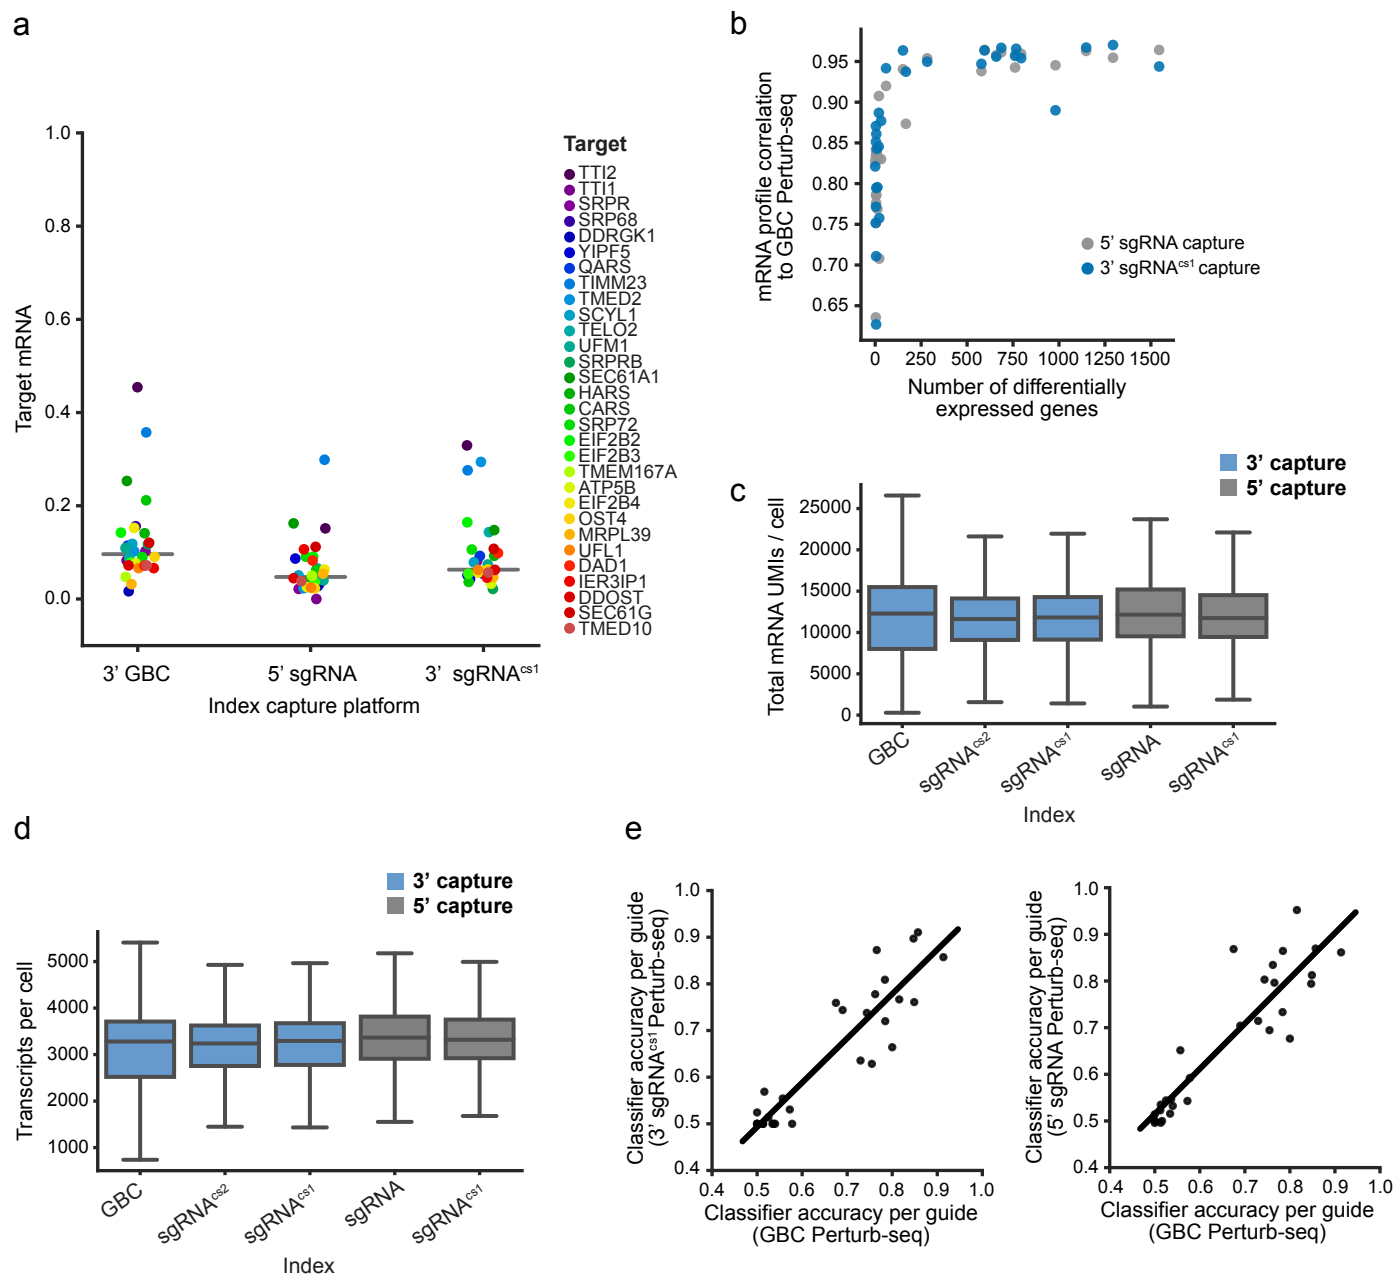 a
1.0
0.8
0.6
0.4
0.2
0.0
Target mRNA
3’ GBC
5’ sgRNA
3’ sgRNAcs1
Index capture platform
Target
TTI2
TTI1
SRPR
SRP68
DDRGK1
YIPF5
QARS
TIMM23
TMED2
SCYL1
TELO2
UFM1
SRPRB
SEC61A1
HARS
CARS
SRP72
EIF2B2
EIF2B3
TMEM167A
ATP5B
EIF2B4
OST4
MRPL39
UFL1
DAD1
IER3IP1
DDOST
SEC61G
TMED10
b
mRNA profile correlation
to GBC Perturb-seq
0.95
0.90
0.85
0.80
0.75
0.70
0.65
5’ sgRNA capture
3’ sgRNAcs1 capture
0 250 500 750 1000 1250 1500
Number of differentially
expressed genes
c
3’ capture
5’ capture
Total mRNA UMIs / cell
25000
20000
15000
10000
5000
0
GBC
sgRNAcs2
sgRNAcs1
sgRNA
sgRNAcs1
Index
d
3’ capture
5’ capture
Transcripts per cell
5000
4000
3000
2000
1000
GBC
sgRNAcs2
sgRNAcs1
sgRNA
sgRNAcs1
Index
e
Classifier accuracy per guide
(3’ sgRNAcs1 Perturb-seq)
1.0
0.9
0.8
0.7
0.6
0.5
0.4
0.4 0.5 0.6 0.7 0.8 0.9 1.0
Classifier accuracy per guide
(GBC Perturb-seq)
Classifier accuracy per guide
(5’ sgRNA Perturb-seq)
1.0
0.9
0.8
0.7
0.6
0.5
0.4
0.4 0.5 0.6 0.7 0.8 0.9 1.0
Classifier accuracy per guide
(GBC Perturb-seq)